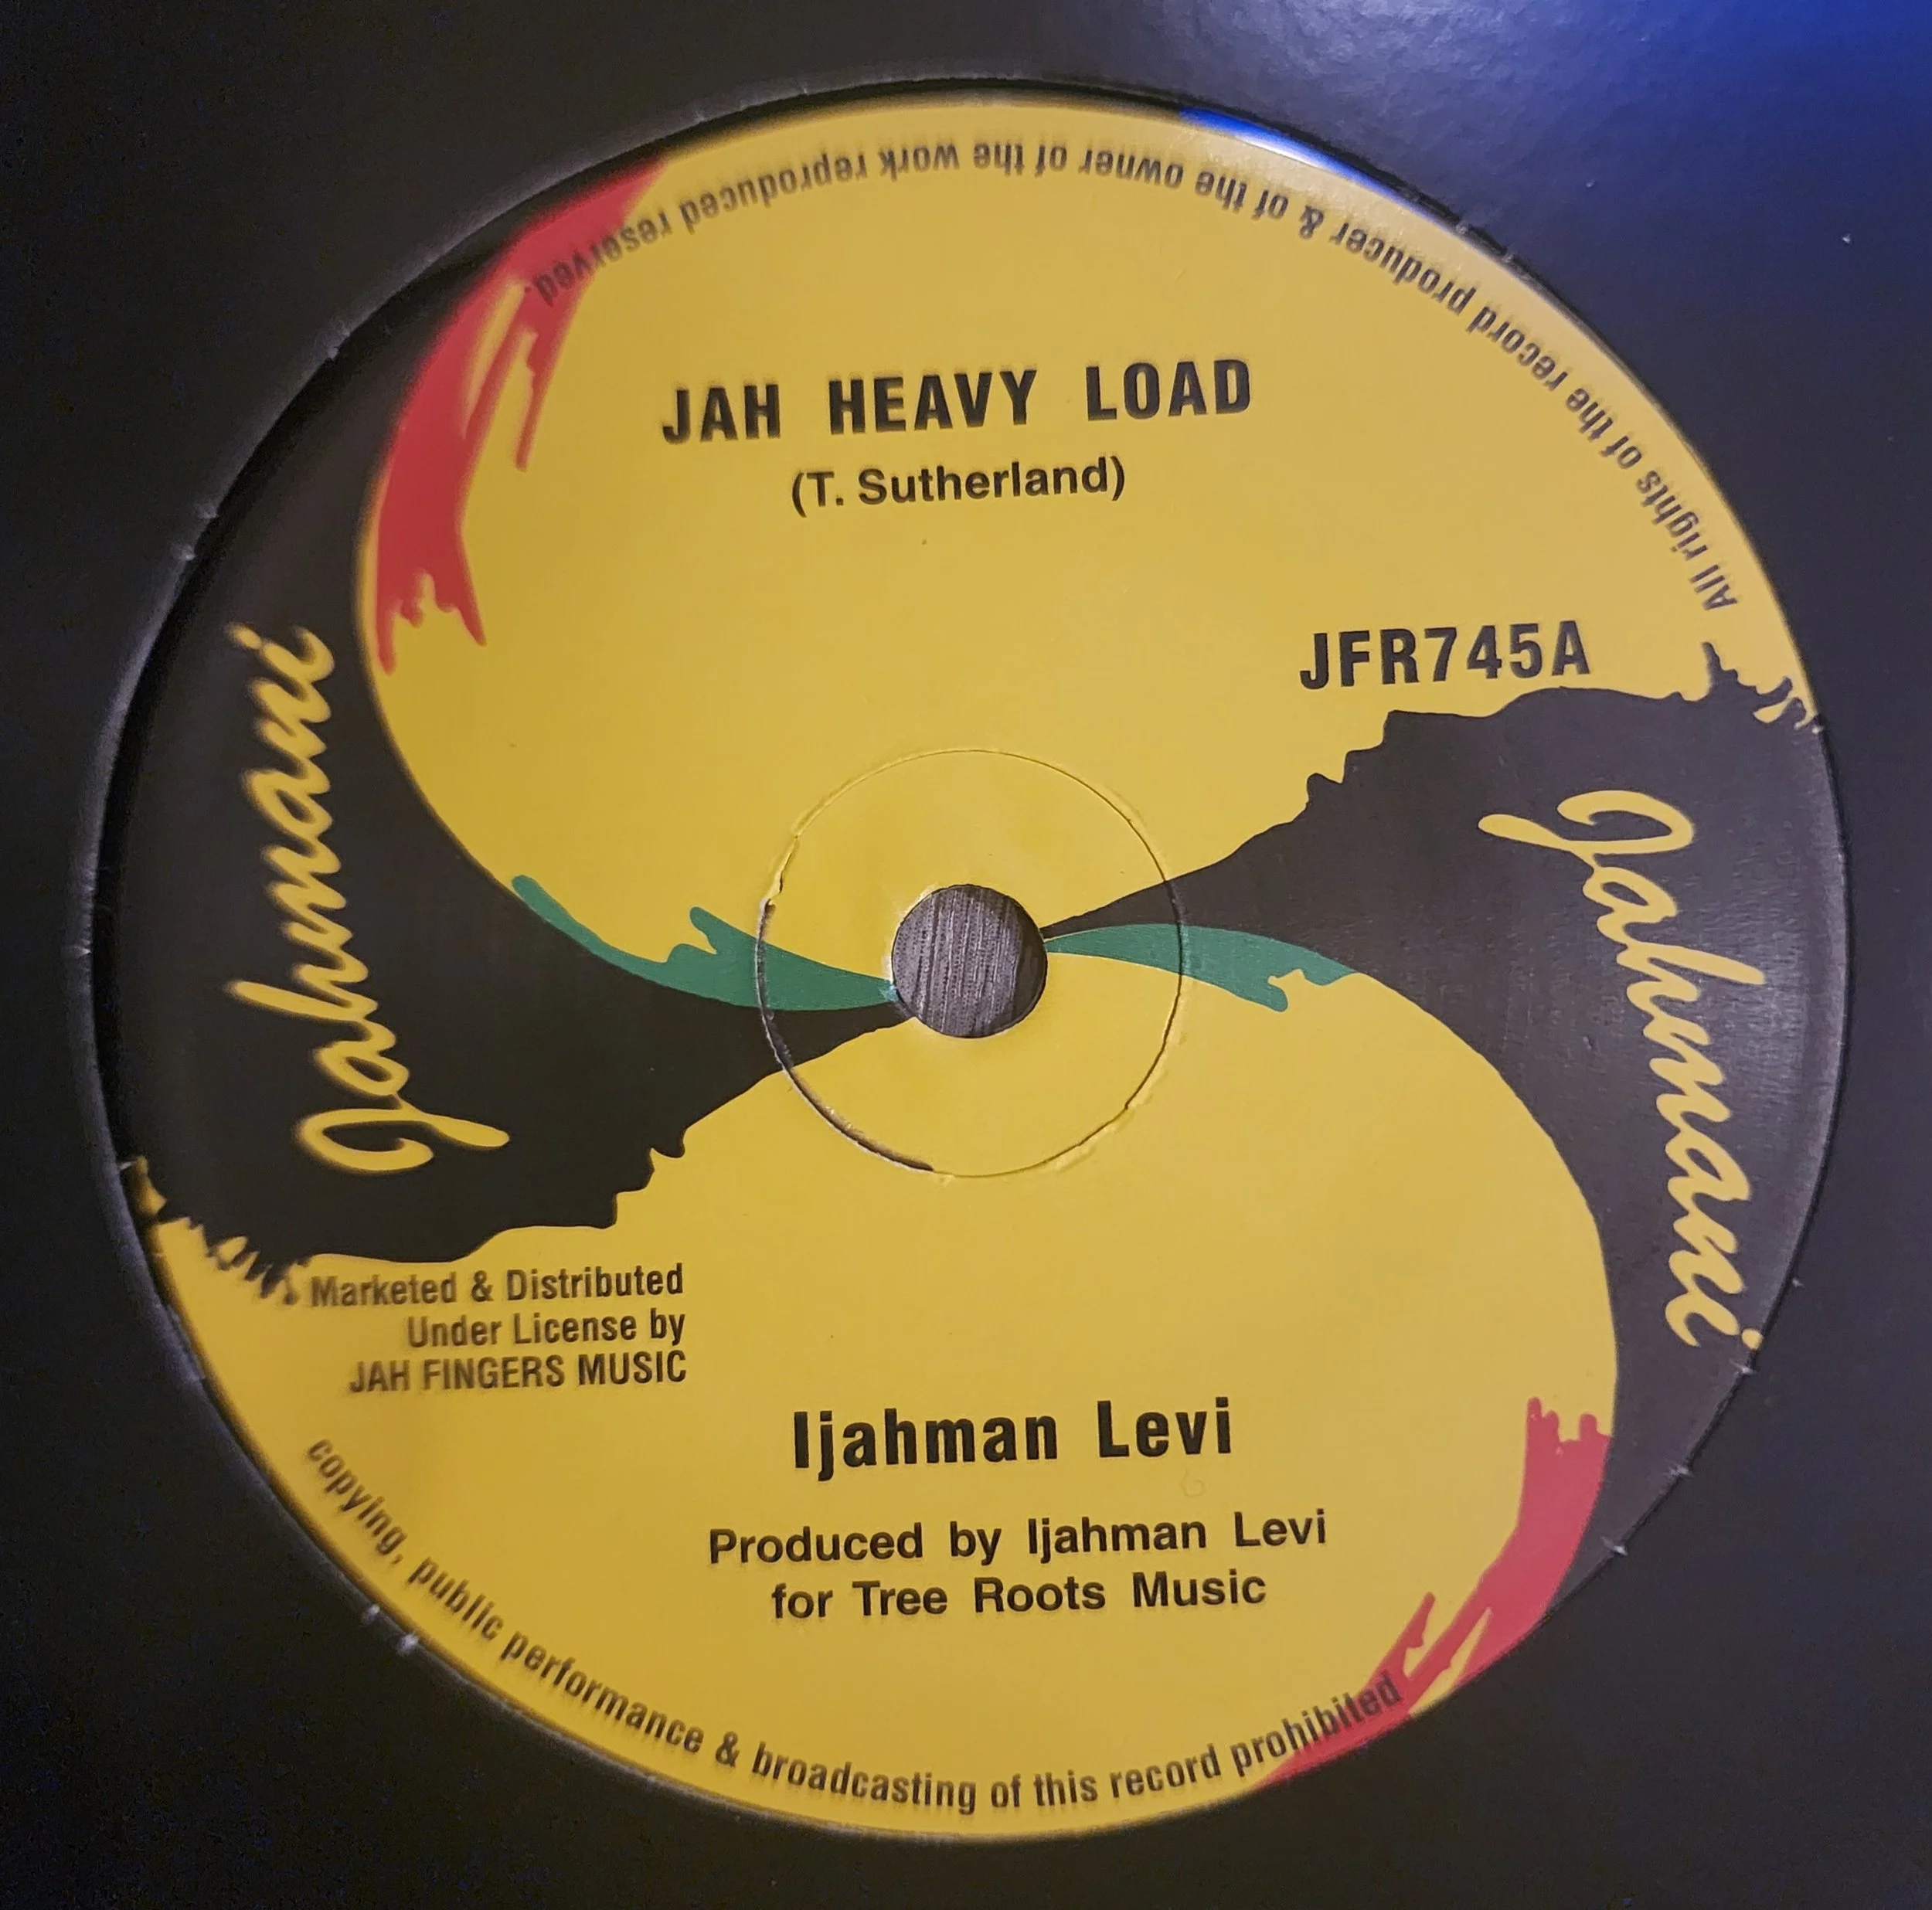 All rights of the record producer & of the owner of the work reproduced reserved.
JAH HEAVY LOAD
(T. Sutherland)
JFR745A
Jahmani
Jahmani
Marketed & Distributed
Under License by
JAH FINGERS MUSIC
Ijahman Levi
Produced by Ijahman Levi
for Tree Roots Music
copying, public performance & broadcasting of this record prohibited